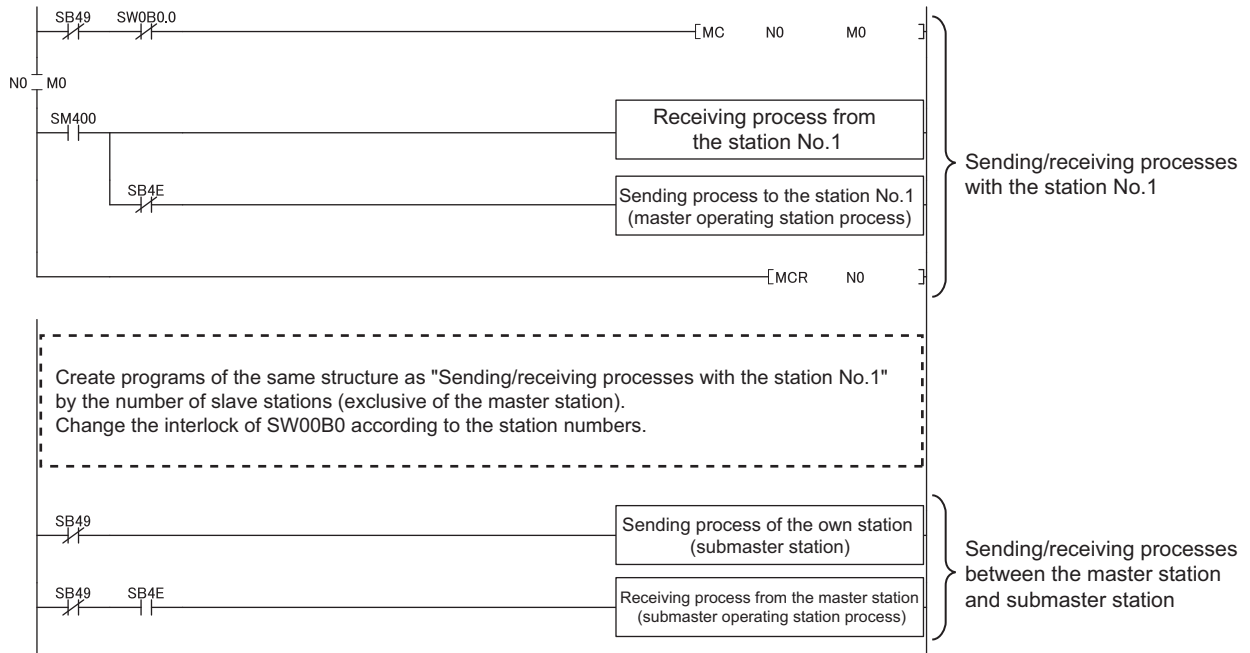 SB49 SW0B0.0
[MC N0 M0 ]
N0 M0
SM400
Receiving process from
the station No.1
SB4E
Sending process to the station No.1
(master operating station process)
[MCR N0 ]
Sending/receiving processes
with the station No.1
Create programs of the same structure as "Sending/receiving processes with the station No.1"
by the number of slave stations (exclusive of the master station).
Change the interlock of SW00B0 according to the station numbers.
SB49
Sending process of the own station
(submaster station)
SB49 SB4E
Receiving process from the master station
(submaster operating station process)
Sending/receiving processes
between the master station
and submaster station